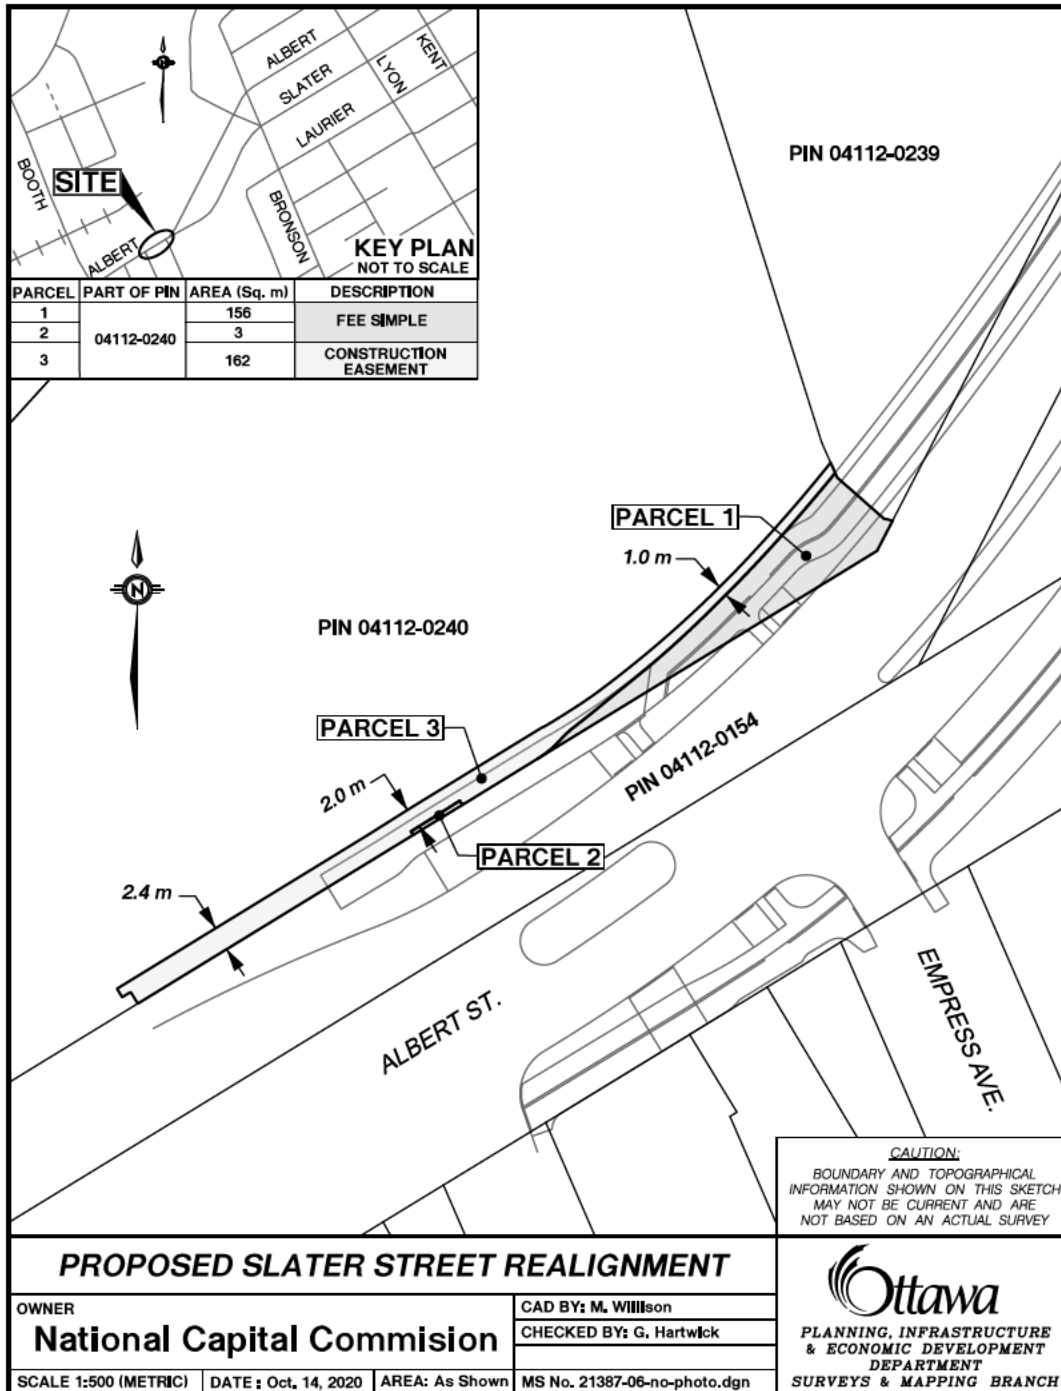 ALBERT
SLATER
LAURIER
LYON
KENT
BOOTH
SITE
BRONSON
ALBERT
KEY PLAN
NOT TO SCALE
PARCEL PART OF PIN AREA (Sq. m) DESCRIPTION
1 04112-0240 156 FEE SIMPLE
2 3
3 162 CONSTRUCTION EASEMENT
PIN 04112-0239
PARCEL 1
1.0 m
N
PIN 04112-0240
PARCEL 3
2.0 m
PIN 04112-0154
PARCEL 2
2.4 m
ALBERT ST.
EMPRESS AVE.
CAUTION:
BOUNDARY AND TOPOGRAPHICAL
INFORMATION SHOWN ON THIS SKETCH
MAY NOT BE CURRENT AND ARE
NOT BASED ON AN ACTUAL SURVEY
PROPOSED SLATER STREET REALIGNMENT
OWNER
National Capital Commision
CAD BY: M. Willison
CHECKED BY: G. Hartwick
SCALE 1:500 (METRIC) DATE : Oct. 14, 2020 AREA: As Shown MS No. 21387-06-no-photo.dgn
Ottawa
PLANNING, INFRASTRUCTURE
& ECONOMIC DEVELOPMENT
DEPARTMENT
SURVEYS & MAPPING BRANCH